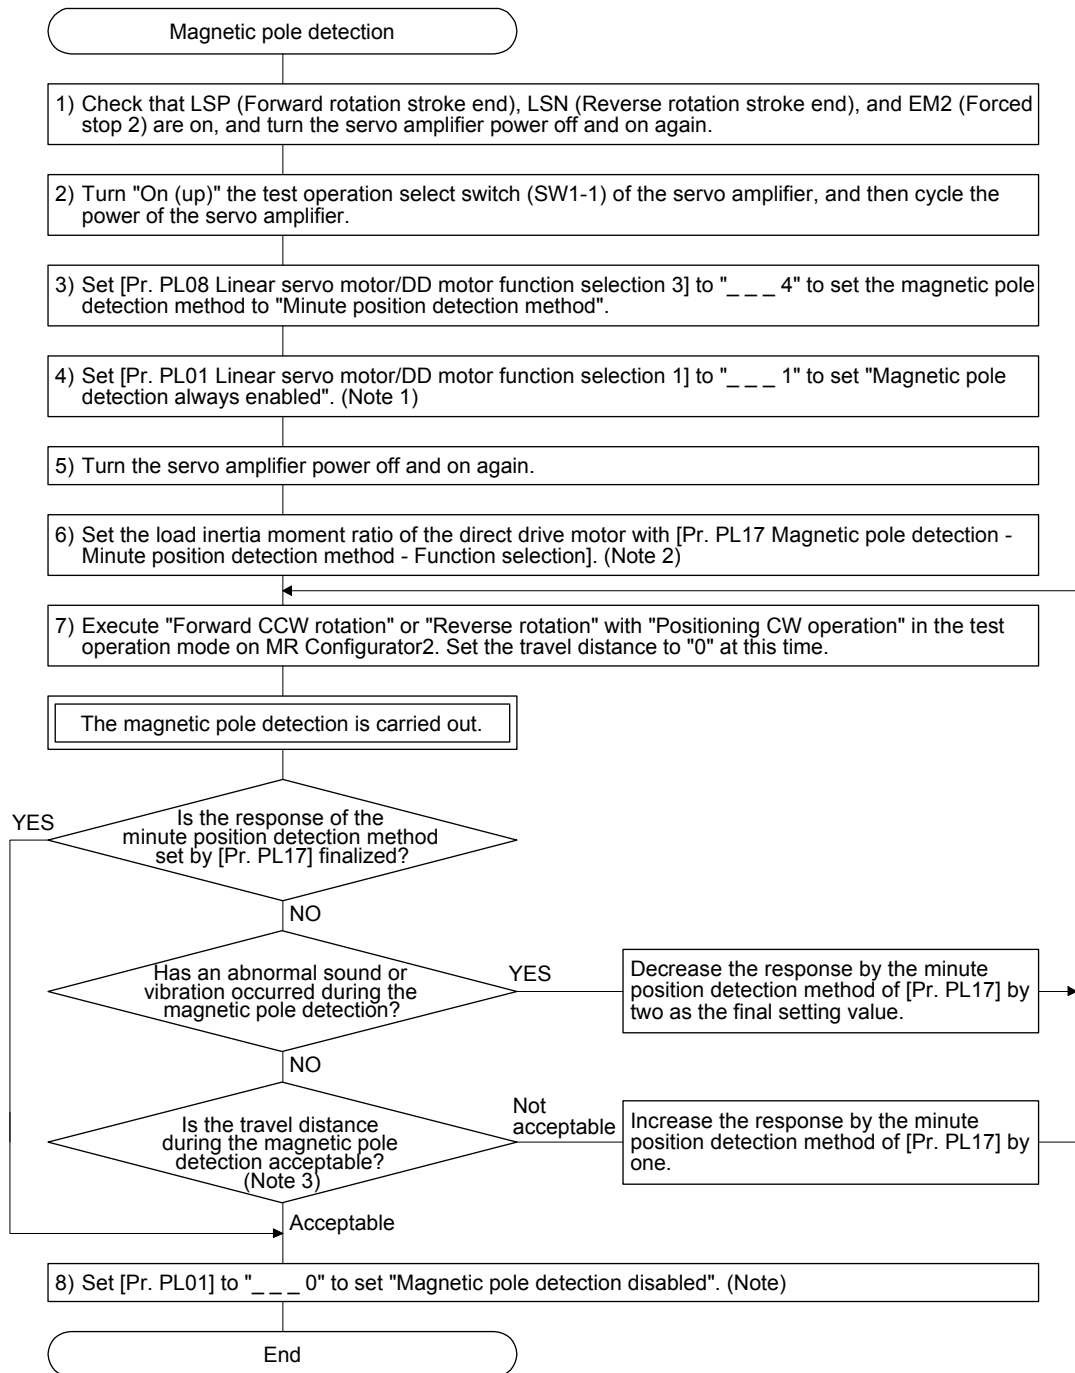 Magnetic pole detection
1) Check that LSP (Forward rotation stroke end), LSN (Reverse rotation stroke end), and EM2 (Forced
stop 2) are on, and turn the servo amplifier power off and on again.
2) Turn "On (up)" the test operation select switch (SW1-1) of the servo amplifier, and then cycle the
power of the servo amplifier.
3) Set [Pr. PL08 Linear servo motor/DD motor function selection 3] to "_ _ _ 4" to set the magnetic pole
detection method to "Minute position detection method".
4) Set [Pr. PL01 Linear servo motor/DD motor function selection 1] to "_ _ _ 1" to set "Magnetic pole
detection always enabled". (Note 1)
5) Turn the servo amplifier power off and on again.
6) Set the load inertia moment ratio of the direct drive motor with [Pr. PL17 Magnetic pole detection -
Minute position detection method - Function selection]. (Note 2)
7) Execute "Forward CCW rotation" or "Reverse rotation" with "Positioning CW operation" in the test
operation mode on MR Configurator2. Set the travel distance to "0" at this time.
The magnetic pole detection is carried out.
Is the response of the
minute position detection method
set by [Pr. PL17] finalized?
YES
NO
Has an abnormal sound or
vibration occurred during the
magnetic pole detection?
YES
Decrease the response by the minute
position detection method of [Pr. PL17] by
two as the final setting value.
NO
Is the travel distance
during the magnetic pole
detection acceptable?
(Note 3)
Not
acceptable
Increase the response by the minute
position detection method of [Pr. PL17] by
one.
Acceptable
8) Set [Pr. PL01] to "_ _ _ 0" to set "Magnetic pole detection disabled". (Note)
End